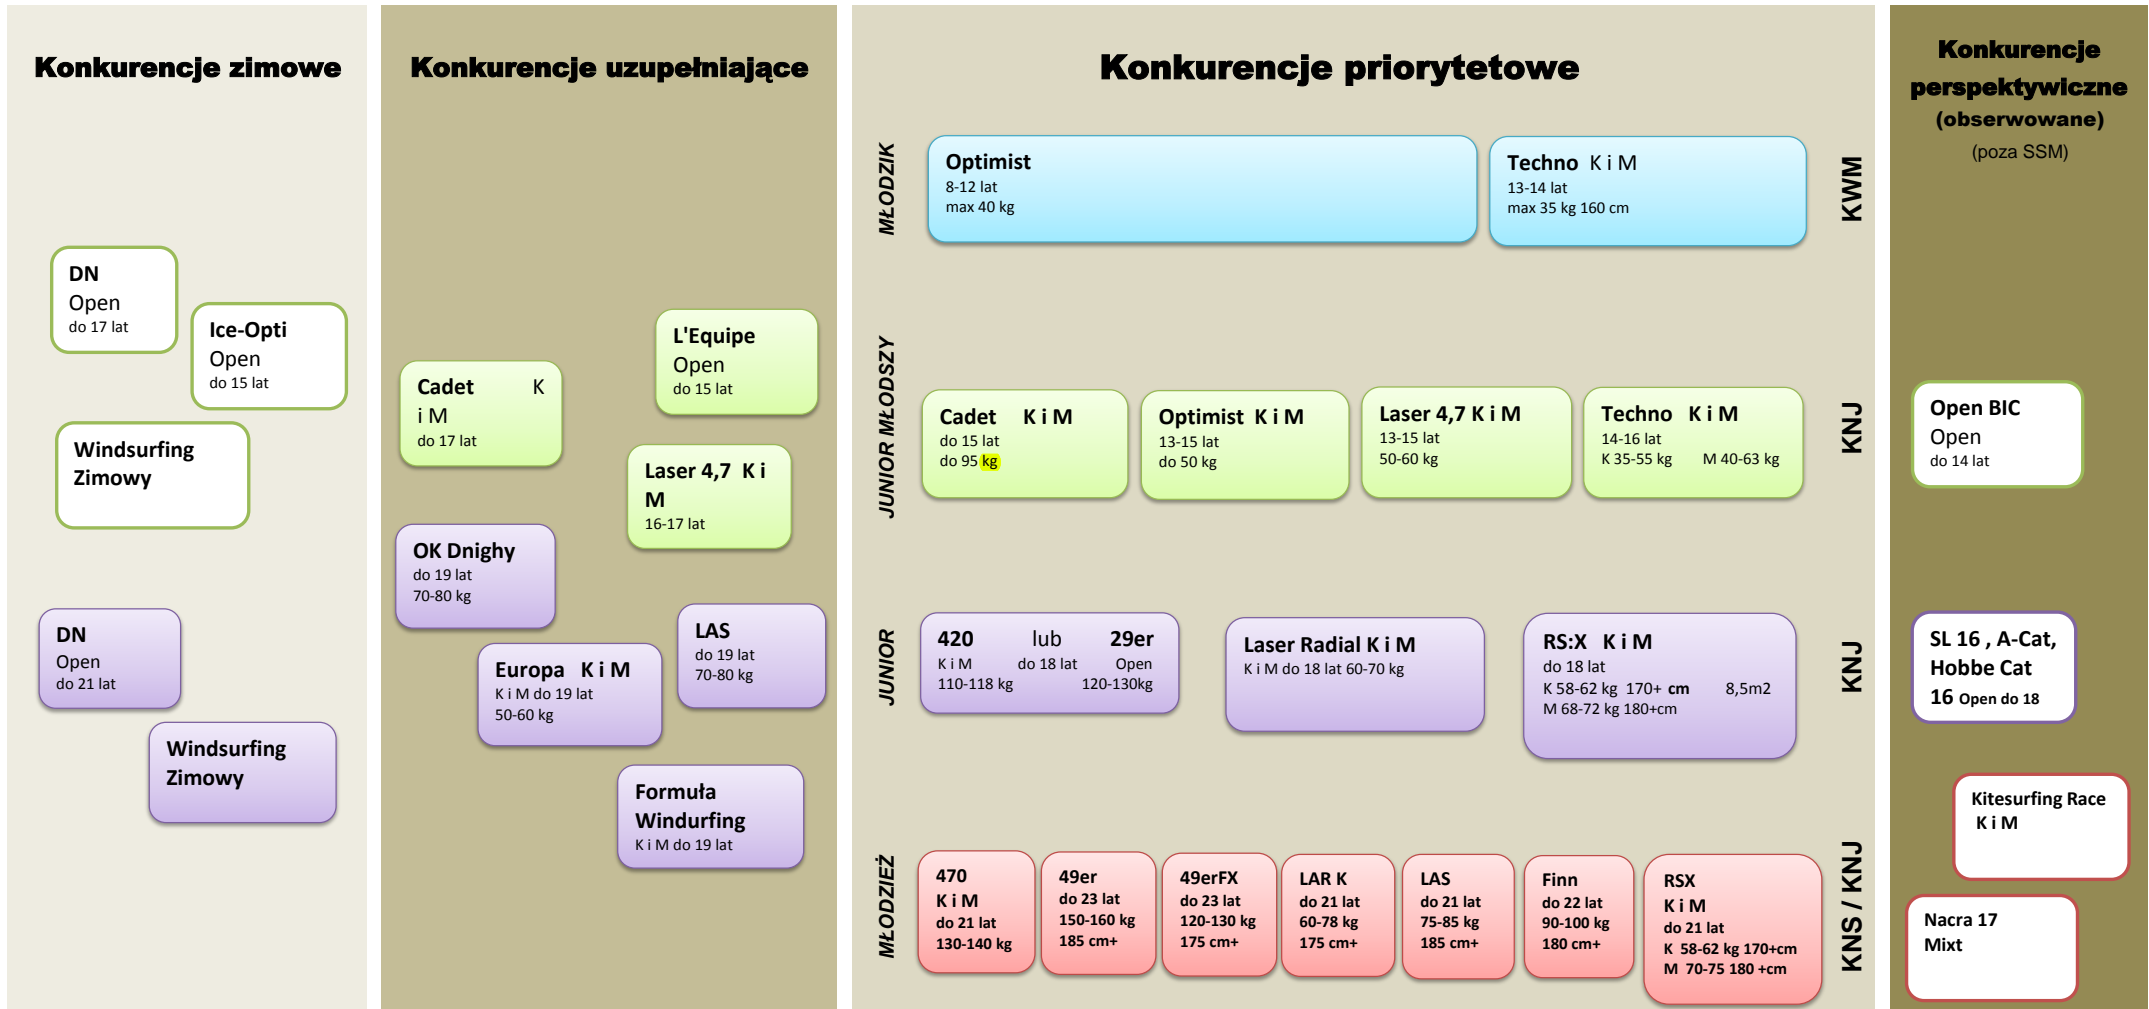 Konkurencje zimowe
DN
Open
do 17 lat
Ice-Opti
Open
do 15 lat
Windsurfing
Zimowy
DN
Open
do 21 lat
Windsurfing
Zimowy
Konkurencje uzupełniające
L'Equipe
Open
do 15 lat
Cadet K
i M
do 17 lat
Laser 4,7 K i
M
16-17 lat
OK Dnighy
do 19 lat
70-80 kg
LAS
do 19 lat
70-80 kg
Europa K i M
K i M do 19 lat
50-60 kg
Formuła
Windurfing
K i M do 19 lat
Konkurencje priorytetowe
MŁODZIK
Optimist
8-12 lat
max 40 kg
Techno K i M
13-14 lat
max 35 kg 160 cm
KWM
JUNIOR MŁODSZY
Cadet K i M
do 15 lat
do 95 kg
Optimist K i M
13-15 lat
do 50 kg
Laser 4,7 K i M
13-15 lat
50-60 kg
Techno K i M
14-16 lat
K 35-55 kg M 40-63 kg
KNJ
JUNIOR
420 lub 29er
K i M do 18 lat Open
110-118 kg 120-130kg
Laser Radial K i M
K i M do 18 lat 60-70 kg
RS:X K i M
do 18 lat
K 58-62 kg 170+ cm 8,5m2
M 68-72 kg 180+cm
KNJ
MŁODZIEŻ
470
K i M
do 21 lat
130-140 kg
49er
do 23 lat
150-160 kg
185 cm+
49erFX
do 23 lat
120-130 kg
175 cm+
LAR K
do 21 lat
60-78 kg
175 cm+
LAS
do 21 lat
75-85 kg
185 cm+
Finn
do 22 lat
90-100 kg
180 cm+
RSX
K i M
do 21 lat
K 58-62 kg 170+cm
M 70-75 180 +cm
KNS / KNJ
Konkurencje
perspektywiczne
(obserwowane)
(poza SSM)
Open BIC
Open
do 14 lat
SL 16 , A-Cat,
Hobbe Cat
16 Open do 18
Kitesurfing Race
K i M
Nacra 17
Mixt